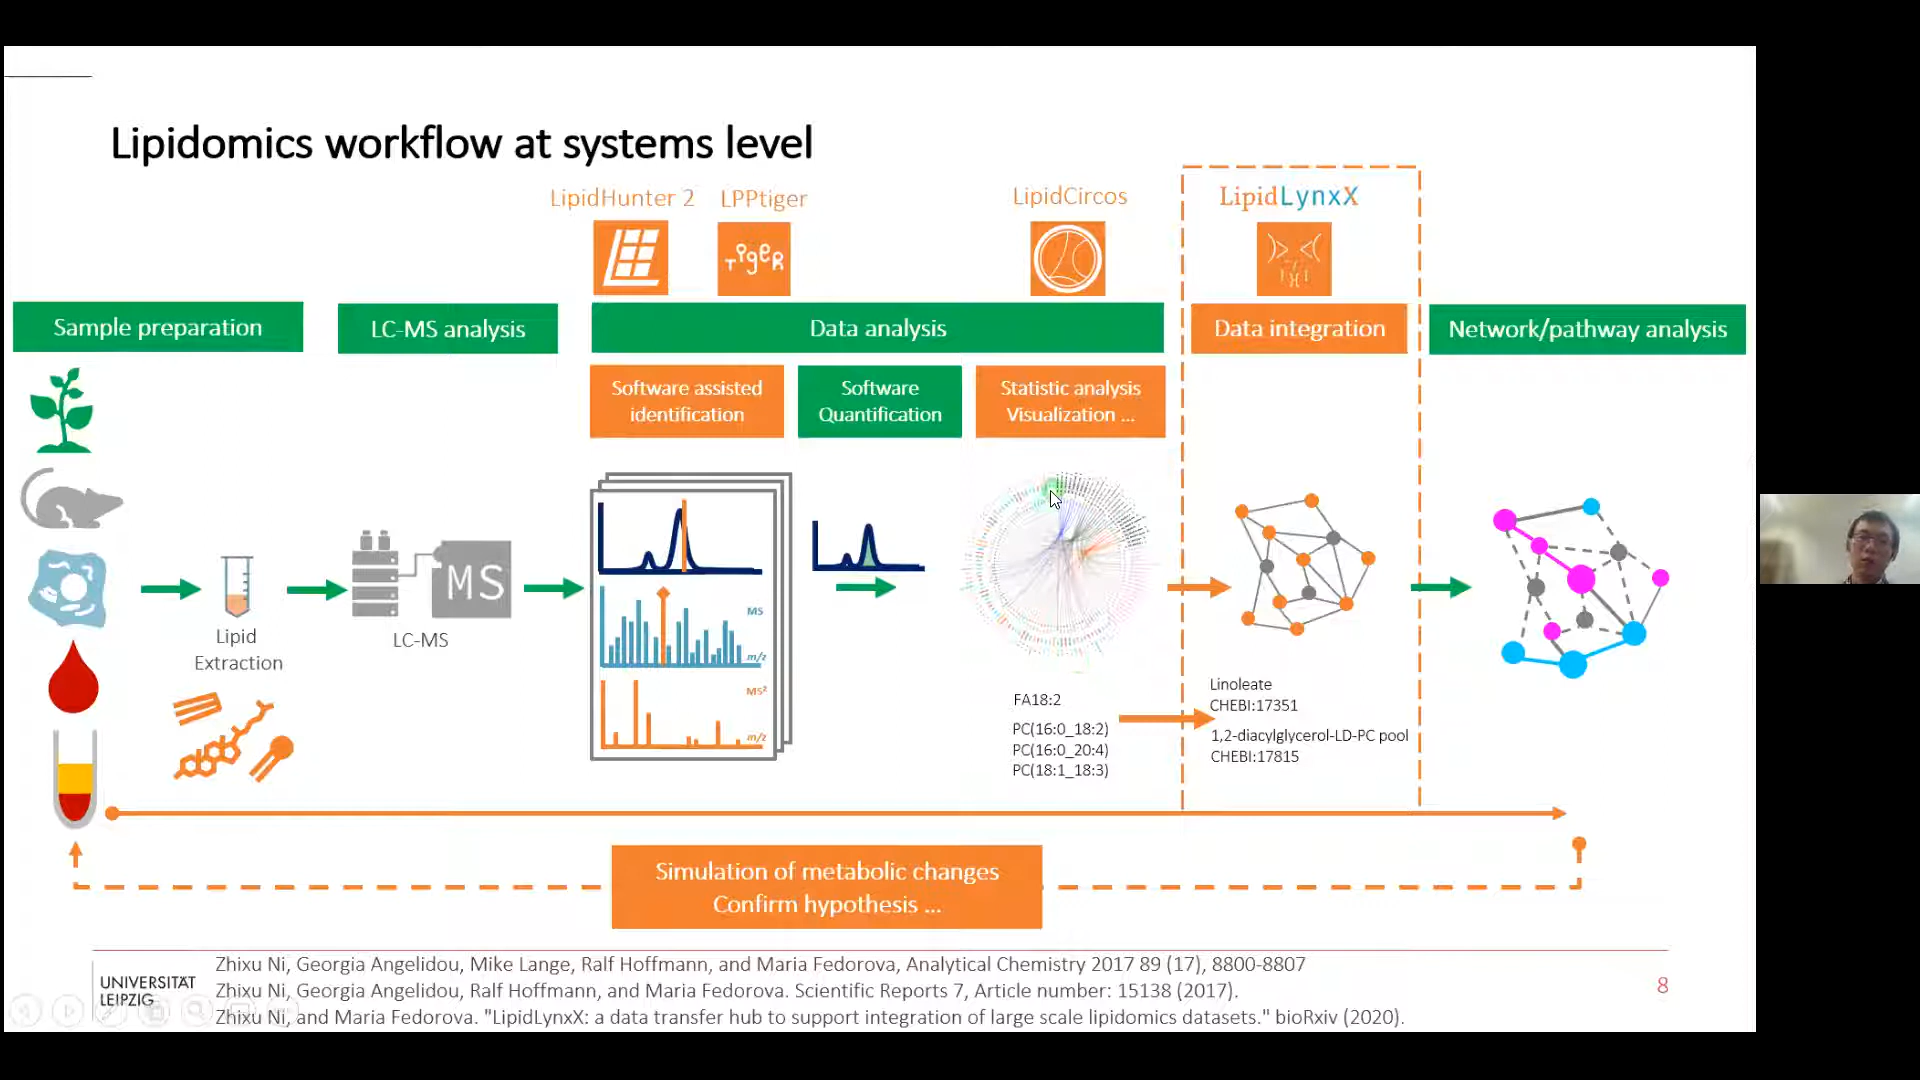 Lipidomics workflow at systems level
LipidHunter 2
LPPtiger
LipidCircos
LipidLynxX
TIgeR
Sample preparation
LC-MS analysis
Data analysis
Data integration
Network/pathway analysis
Software assisted
identification
Software
Quantification
Statistic analysis
Visualization ...
MS
LC-MS
Lipid
Extraction
MS
m/z
MS²
m/z
FA18:2
PC(16:0_18:2)
PC(16:0_20:4)
PC(18:1_18:3)
Linoleate
CHEBI:17351
1,2-diacylglycerol-LD-PC pool
CHEBI:17815
Simulation of metabolic changes
Confirm hypothesis ...
UNIVERSITÄT
LEIPZIG
Zhixu Ni, Georgia Angelidou, Mike Lange, Ralf Hoffmann, and Maria Fedorova, Analytical Chemistry 2017 89 (17), 8800-8807
Zhixu Ni, Georgia Angelidou, Ralf Hoffmann, and Maria Fedorova. Scientific Reports 7, Article number: 15138 (2017).
Zhixu Ni, and Maria Fedorova. "LipidLynxX: a data transfer hub to support integration of large scale lipidomics datasets." bioRxiv (2020).
8